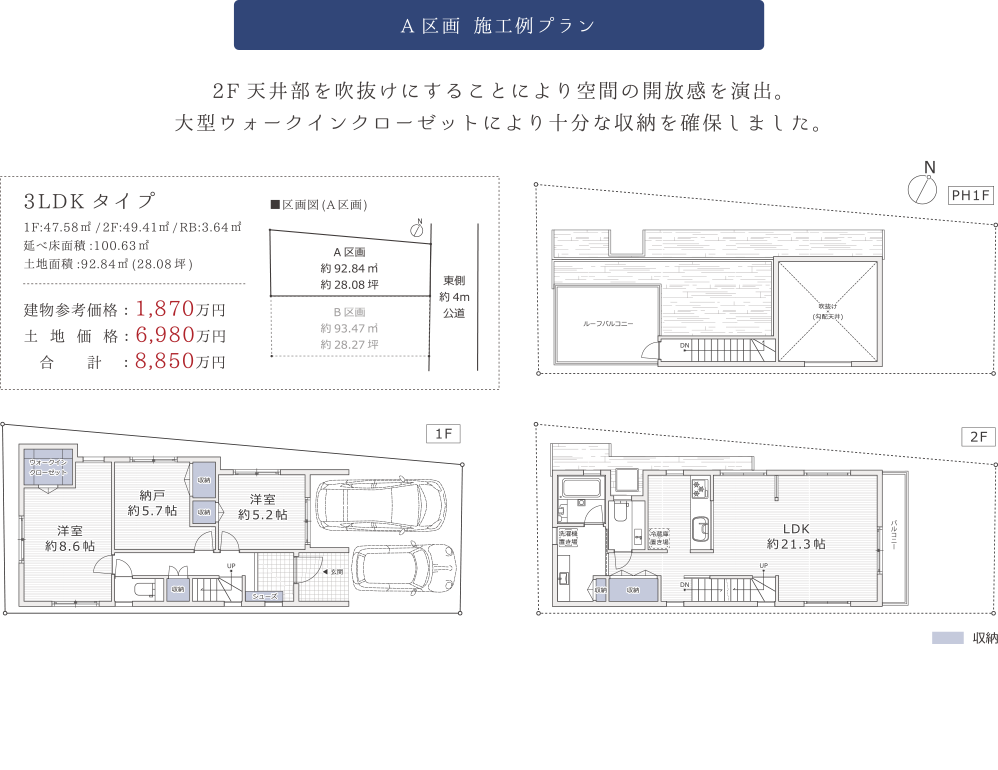 A区画 施工例プラン
2F天井部を吹抜けにすることにより空間の開放感を演出。
大型ウォークインクローゼットにより十分な収納を確保しました。
3LDKタイプ
1F:47.58㎡/2F:49.41㎡/RB:3.64㎡
延べ床面積:100.63㎡
土地面積:92.84㎡(28.08坪)
建物参考価格:1,870万円
土地価格:6,980万円
合計:8,850万円
■区画図(A区画)
N
A区画
約92.84㎡
約28.08坪
B区画
約93.47㎡
約28.27坪
東側
約4m
公道
N
PH1F
ルーフバルコニー
DN
吹抜け
(勾配天井)
1F
ウォークイン
クローゼット
洋室
約8.6帖
納戸
約5.7帖
収納
収納
洋室
約5.2帖
収納
UP
シューズ
◀玄関
2F
洗濯機
置き場
冷蔵庫
置き場
収納
収納
DN
UP
LDK
約21.3帖
バルコニー
収納